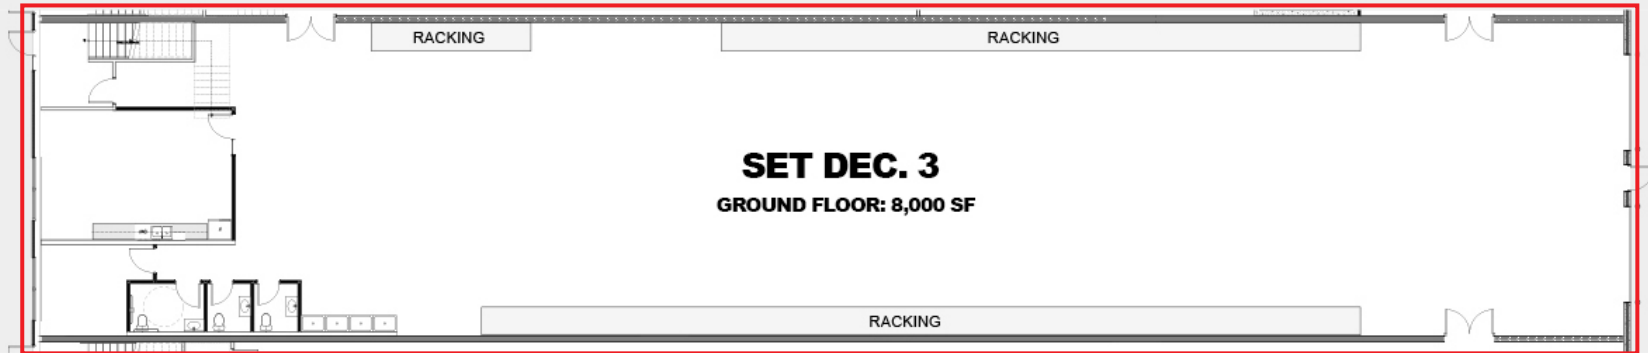 RACKING
RACKING
SET DEC. 3
GROUND FLOOR: 8,000 SF
RACKING